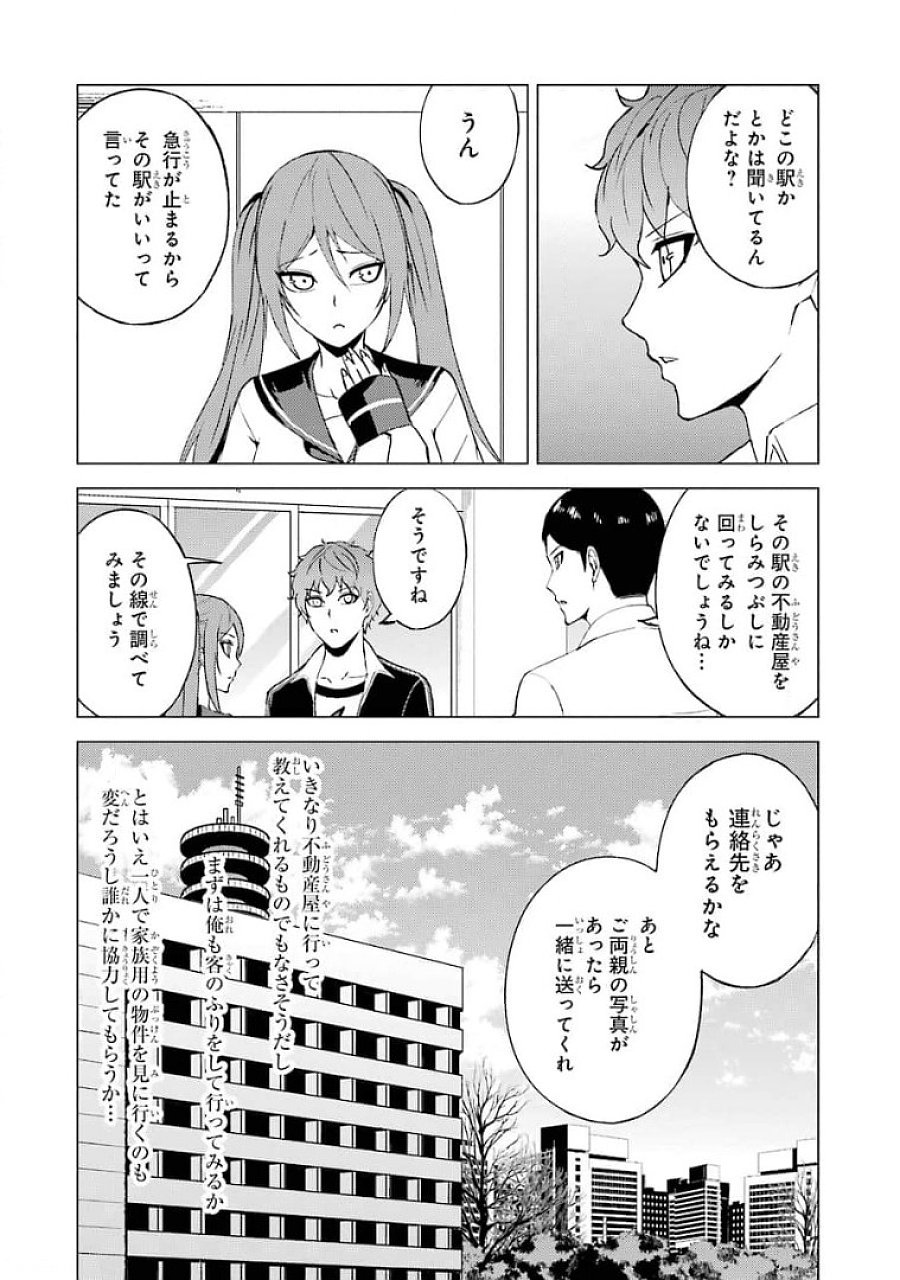 どこの駅か
とかは聞いてるん
だよな?
うん
急行が止まるから
その駅がいいって
言ってた
その駅の不動産屋を
しらみつぶしに
回ってみるしか
ないでしょうね…
そうですね
その線で調べて
みましょう
じゃあ
連絡先を
もらえるかな
あと
ご両親の写真が
あったら
一緒に送ってくれ
いきなり不動産屋に行って
教えてくれるものでもなさそうだし
まずは俺も客のふりをして行ってみるか
とはいえ一人で家族用の物件を見に行くのも
変だろうし誰かに協力してもらうか…